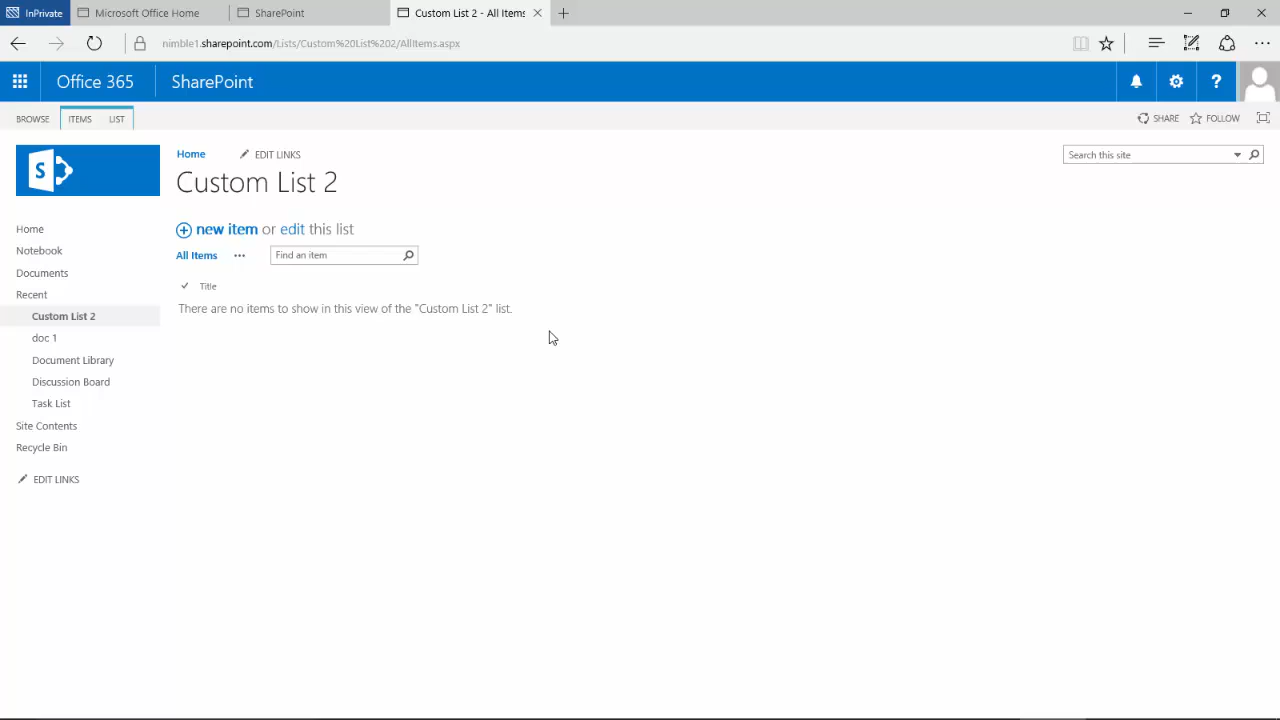 InPrivate
Microsoft Office Home
SharePoint
Custom List 2 - All Items
nimble1.sharepoint.com/Lists/Custom%20List%202/AllItems.aspx
Office 365
SharePoint
?
BROWSE
ITEMS
LIST
SHARE
FOLLOW
S
Home
EDIT LINKS
Search this site
Custom List 2
new item or edit this list
All Items
...
Find an item
Title
There are no items to show in this view of the "Custom List 2" list.
Home
Notebook
Documents
Recent
Custom List 2
doc 1
Document Library
Discussion Board
Task List
Site Contents
Recycle Bin
EDIT LINKS